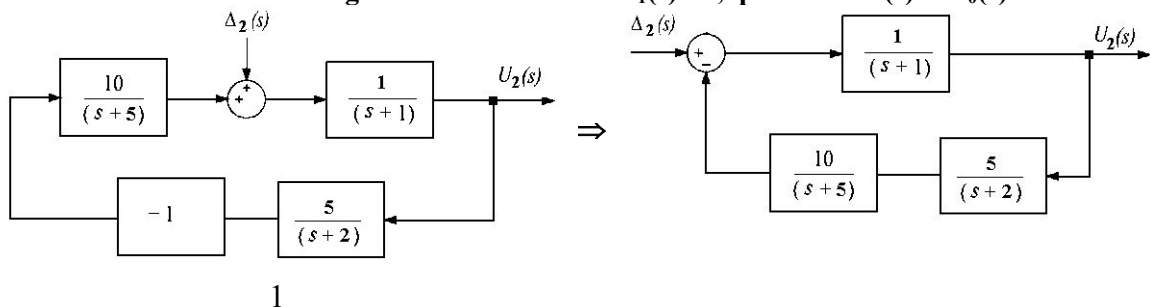 Δ₂(s)
10
(s + 5)
+
+
1
(s + 1)
U₂(s)
−1
5
(s + 2)
⇒
Δ₂(s)
+
−
1
(s + 1)
U₂(s)
10
(s + 5)
5
(s + 2)
1